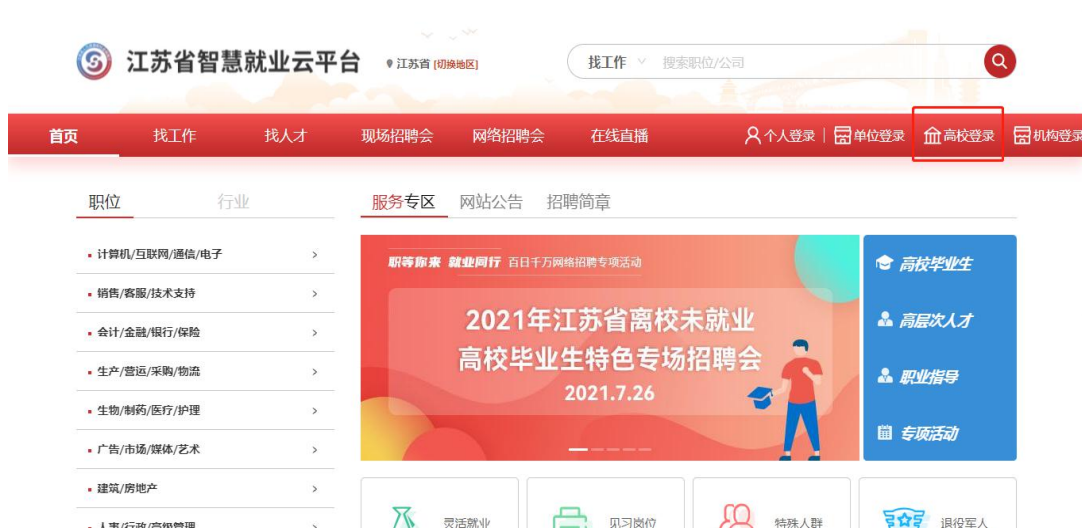 江苏省智慧就业云平台
江苏省 [切换地区]
找工作 搜索职位/公司
首页 找工作 找人才 现场招聘会 网络招聘会 在线直播 个人登录 | 单位登录 高校登录 机构登录
职位 行业
服务专区 网站公告 招聘简章
计算机/互联网/通信/电子
销售/客服/技术支持
会计/金融/银行/保险
生产/营运/采购/物流
生物/制药/医疗/护理
广告/市场/媒体/艺术
建筑/房地产
人事/行政/高级管理
职等你来 就业同行 百日千万网络招聘专项活动
2021年江苏省离校未就业
高校毕业生特色专场招聘会
2021.7.26
高校毕业生
高层次人才
职业指导
专项活动
灵活就业 见习岗位 特殊人群 退役军人